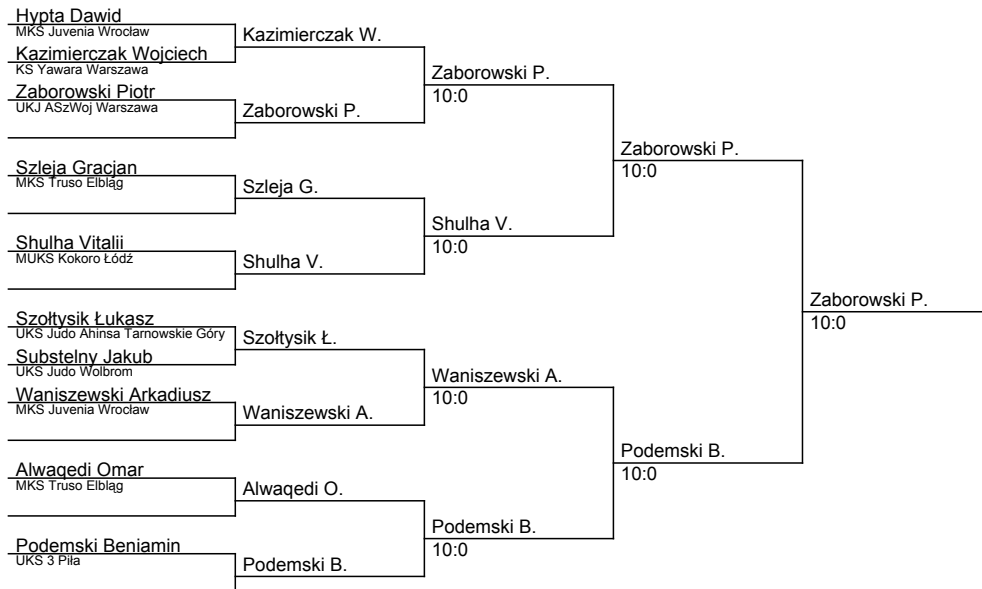 Hypta Dawid
MKS Juvenia Wrocław
Kazimierczak Wojciech
KS Yawara Warszawa
Zaborowski Piotr
UKJ ASzWoj Warszawa
Szleja Gracjan
MKS Truso Elbląg
Shulha Vitalii
MUKS Kokoro Łódź
Szołtysik Łukasz
UKS Judo Ahinsa Tarnowskie Góry
Substelny Jakub
UKS Judo Wolbrom
Waniszewski Arkadiusz
MKS Juvenia Wrocław
Alwaqedi Omar
MKS Truso Elbląg
Podemski Beniamin
UKS 3 Piła
Kazimierczak W.
Zaborowski P.
Szleja G.
Shulha V.
Szołtysik Ł.
Waniszewski A.
Alwaqedi O.
Podemski B.
Zaborowski P.
10:0
Shulha V.
10:0
Waniszewski A.
10:0
Podemski B.
10:0
Zaborowski P.
10:0
Podemski B.
10:0
Zaborowski P.
10:0